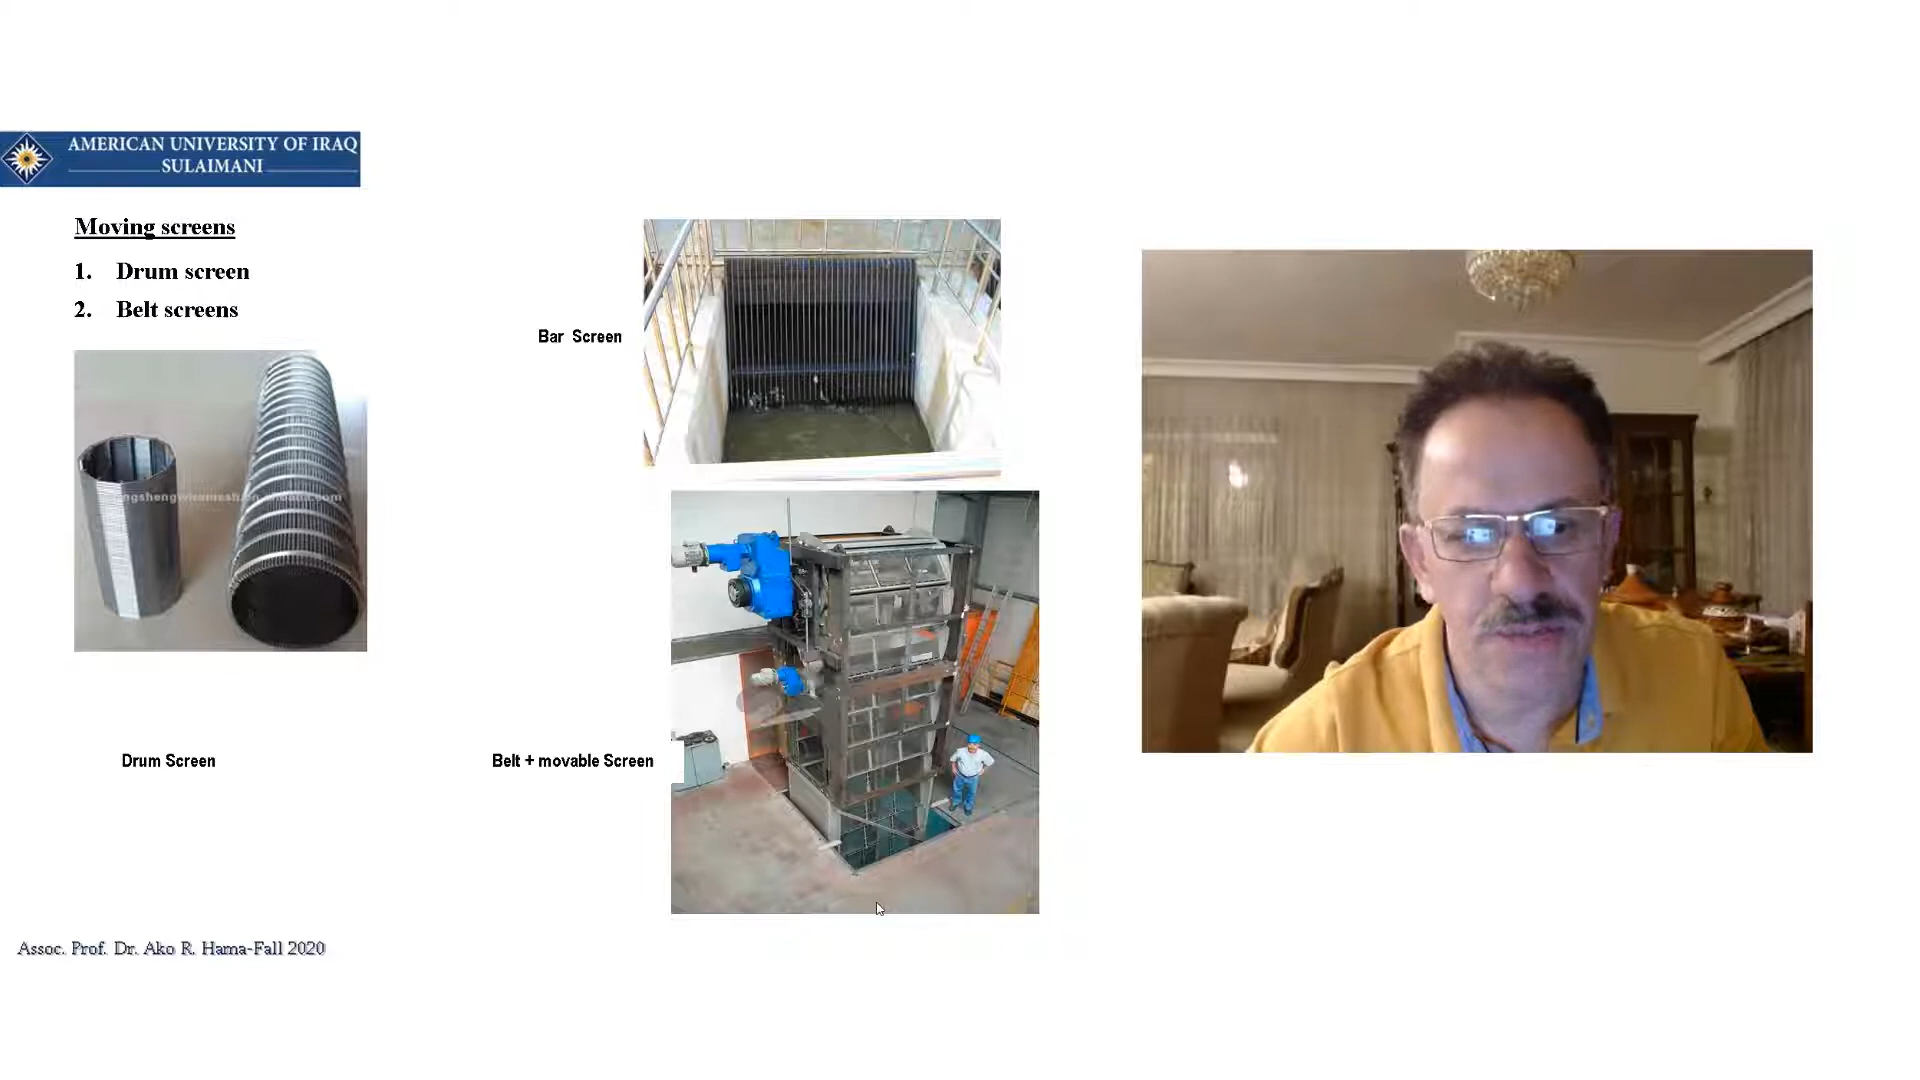 AMERICAN UNIVERSITY OF IRAQ
SULAIMANI
Moving screens
1. Drum screen
2. Belt screens
Bar Screen
Drum Screen
Belt + movable Screen
Assoc. Prof. Dr. Ako R. Hama-Fall 2020